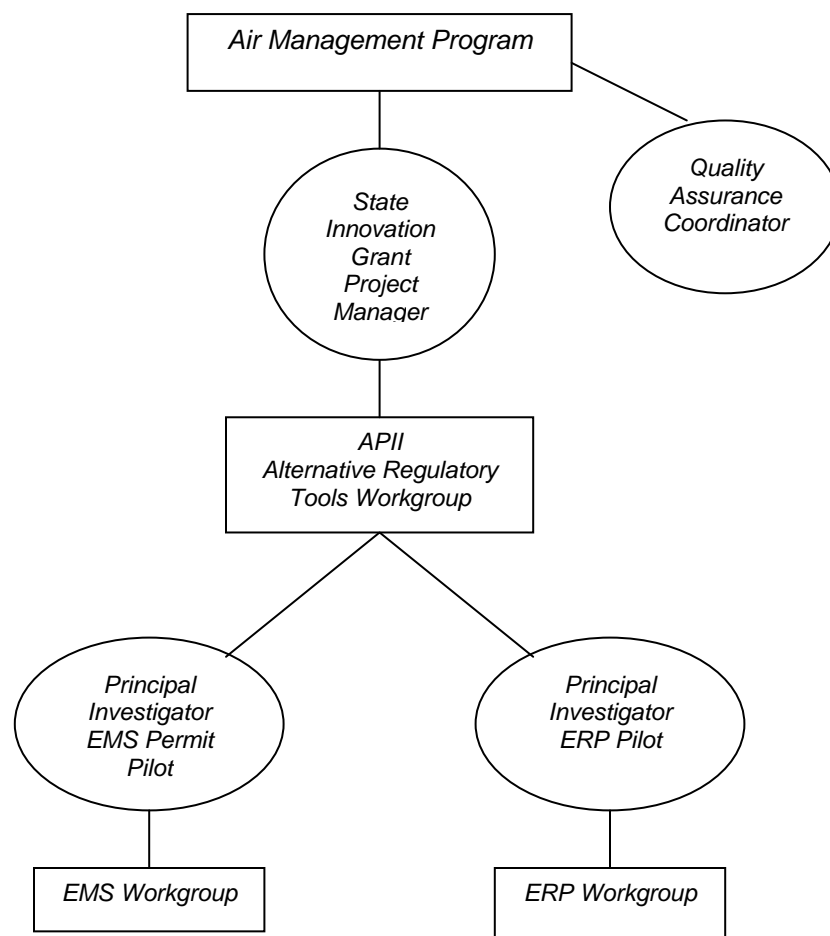 Air Management Program
Quality
Assurance
Coordinator
State
Innovation
Grant
Project
Manager
APII
Alternative Regulatory
Tools Workgroup
Principal
Investigator
EMS Permit
Pilot
Principal
Investigator
ERP Pilot
EMS Workgroup
ERP Workgroup